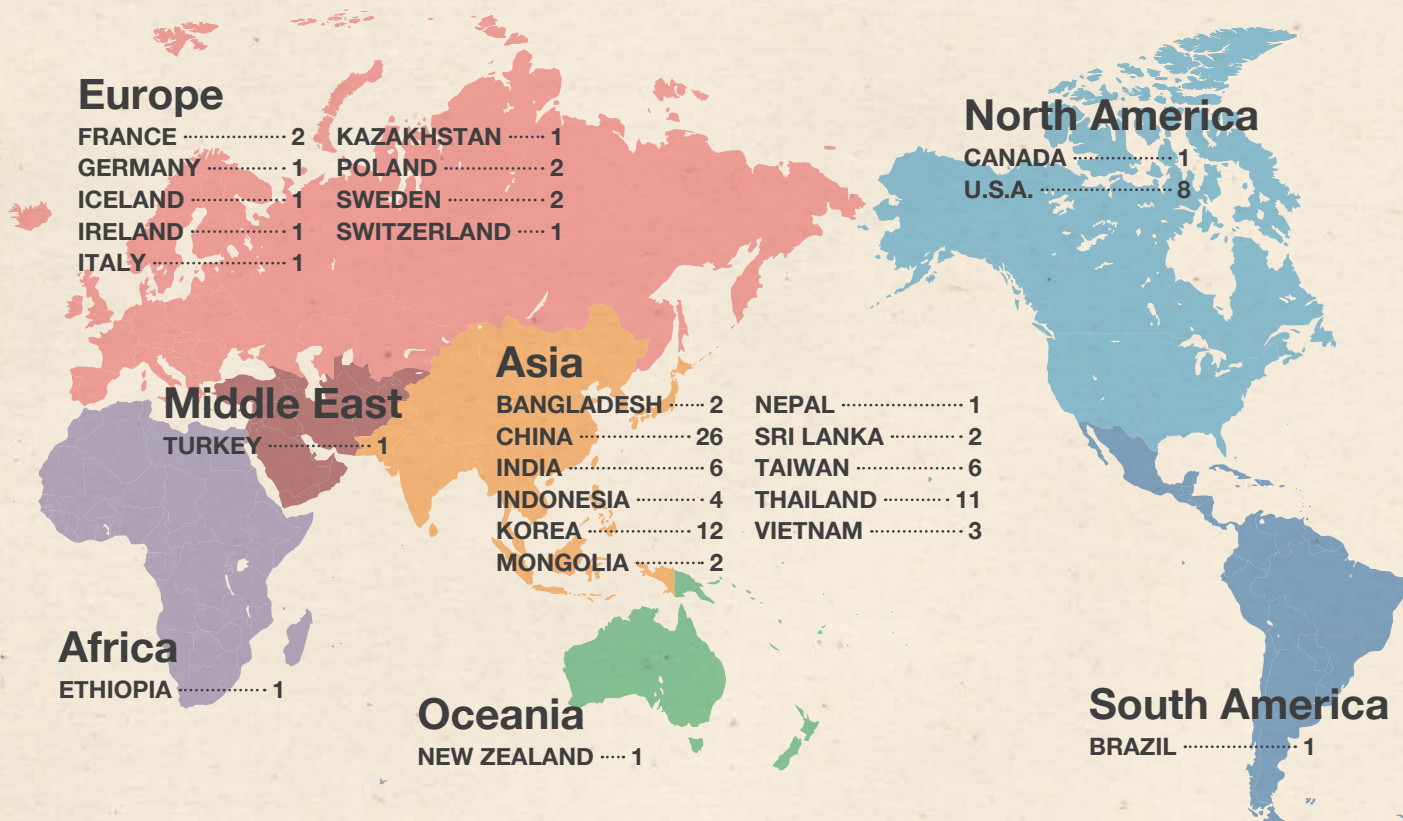 Europe
FRANCE ········ 2
GERMANY ········ 1
ICELAND ········ 1
IRELAND ········ 1
ITALY ········ 1
KAZAKHSTAN ······ 1
POLAND ········ 2
SWEDEN ········ 2
SWITZERLAND ···· 1
North America
CANADA ········ 1
U.S.A. ········ 8
Middle East
TURKEY ········ 1
Asia
BANGLADESH ······ 2
CHINA ········ 26
INDIA ········ 6
INDONESIA ········ 4
KOREA ········ 12
MONGOLIA ········ 2
NEPAL ········ 1
SRI LANKA ········ 2
TAIWAN ········ 6
THAILAND ········ 11
VIETNAM ········ 3
Africa
ETHIOPIA ········ 1
Oceania
NEW ZEALAND ····· 1
South America
BRAZIL ········ 1